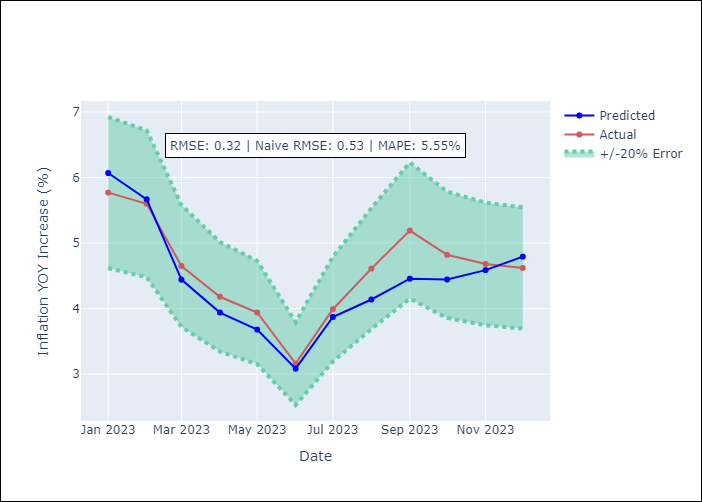 RMSE: 0.32 | Naive RMSE: 0.53 | MAPE: 5.55%
Predicted
Actual
+/-20% Error
Inflation YOY Increase (%)
7
6
5
4
3
Jan 2023
Mar 2023
May 2023
Jul 2023
Sep 2023
Nov 2023
Date